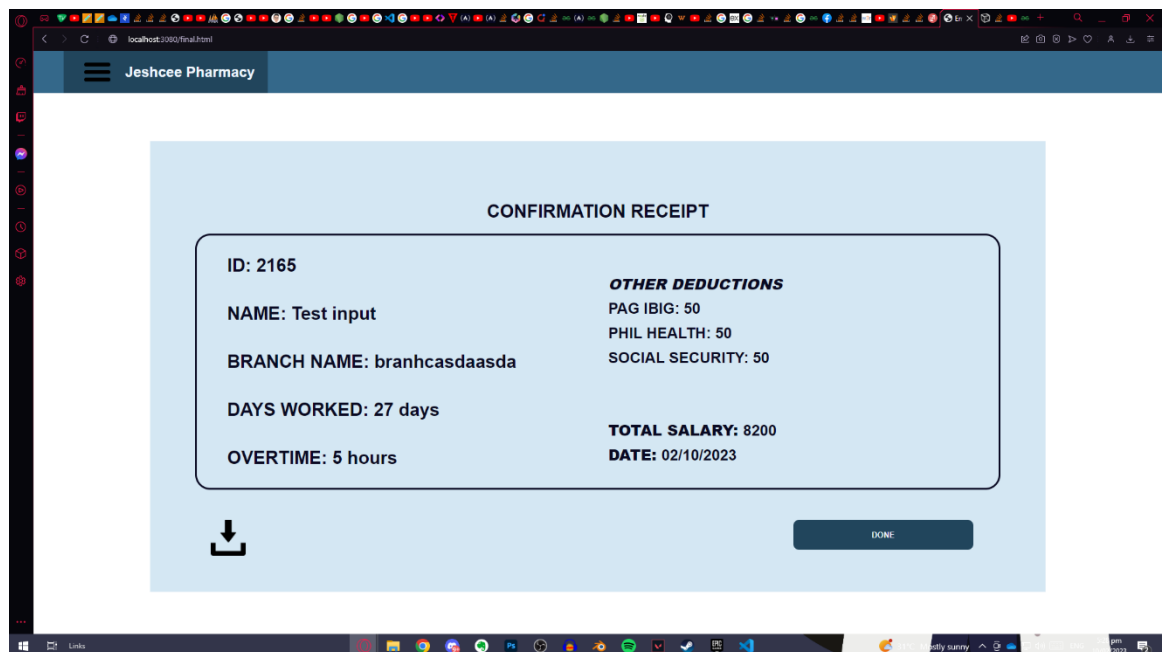 localhost:3080/final.html
Jeshcee Pharmacy
CONFIRMATION RECEIPT
ID: 2165
NAME: Test input
BRANCH NAME: branhcasdaasda
DAYS WORKED: 27 days
OVERTIME: 5 hours
OTHER DEDUCTIONS
PAG IBIG: 50
PHIL HEALTH: 50
SOCIAL SECURITY: 50
TOTAL SALARY: 8200
DATE: 02/10/2023
DONE
Links
sunny
pm